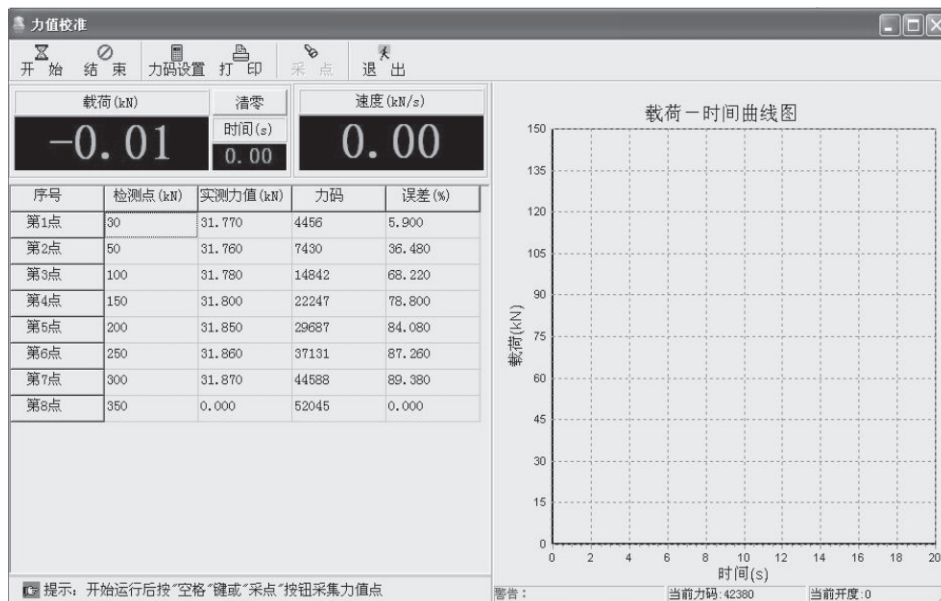 力值校准
开 始 结 束 力码设置 打 印 采 点 退 出
载荷(kN) 清零 速度(kN/s)
-0.01 时间(s) 0.00 0.00
序号 检测点(kN) 实测力值(kN) 力码 误差(%)
第1点 30 31.770 4456 5.900
第2点 50 31.760 7430 36.480
第3点 100 31.780 14842 68.220
第4点 150 31.800 22247 78.800
第5点 200 31.850 29687 84.080
第6点 250 31.860 37131 87.260
第7点 300 31.870 44588 89.380
第8点 350 0.000 52045 0.000
提示：开始运行后按"空格"键或"采点"按钮采集力值点
载荷－时间曲线图
载荷(kN)
150
135
120
105
90
75
60
45
30
15
0
0 2 4 6 8 10 12 14 16 18 20
时间(s)
警告： 当前力码:42380 当前开度:0